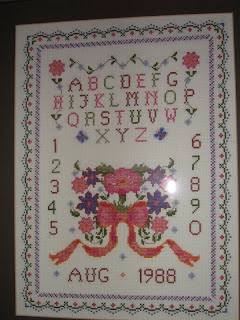 ABCDEFG
HIJKLMNOP
QRSTUVW
XYZ
1 6
2 7
3 8
4 9
5 0
AUG 1988